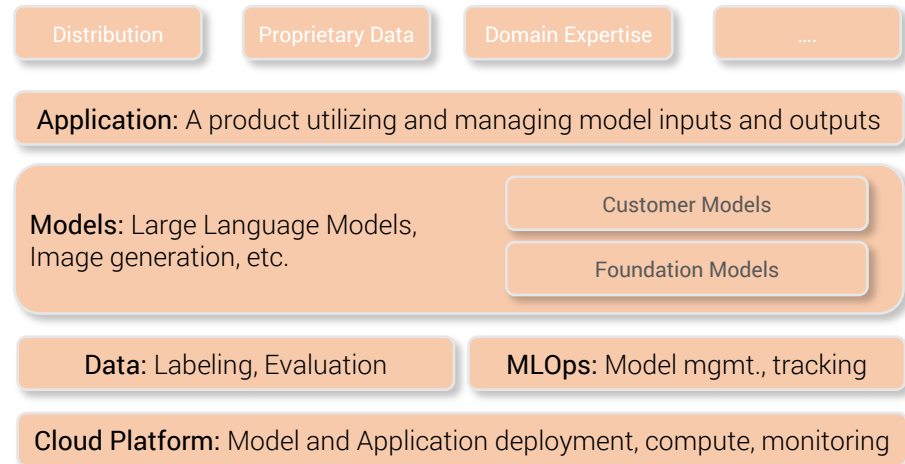 Distribution
Proprietary Data
Domain Expertise
....
Application: A product utilizing and managing model inputs and outputs
Models: Large Language Models,
Image generation, etc.
Customer Models
Foundation Models
Data: Labeling, Evaluation
MLOps: Model mgmt., tracking
Cloud Platform: Model and Application deployment, compute, monitoring